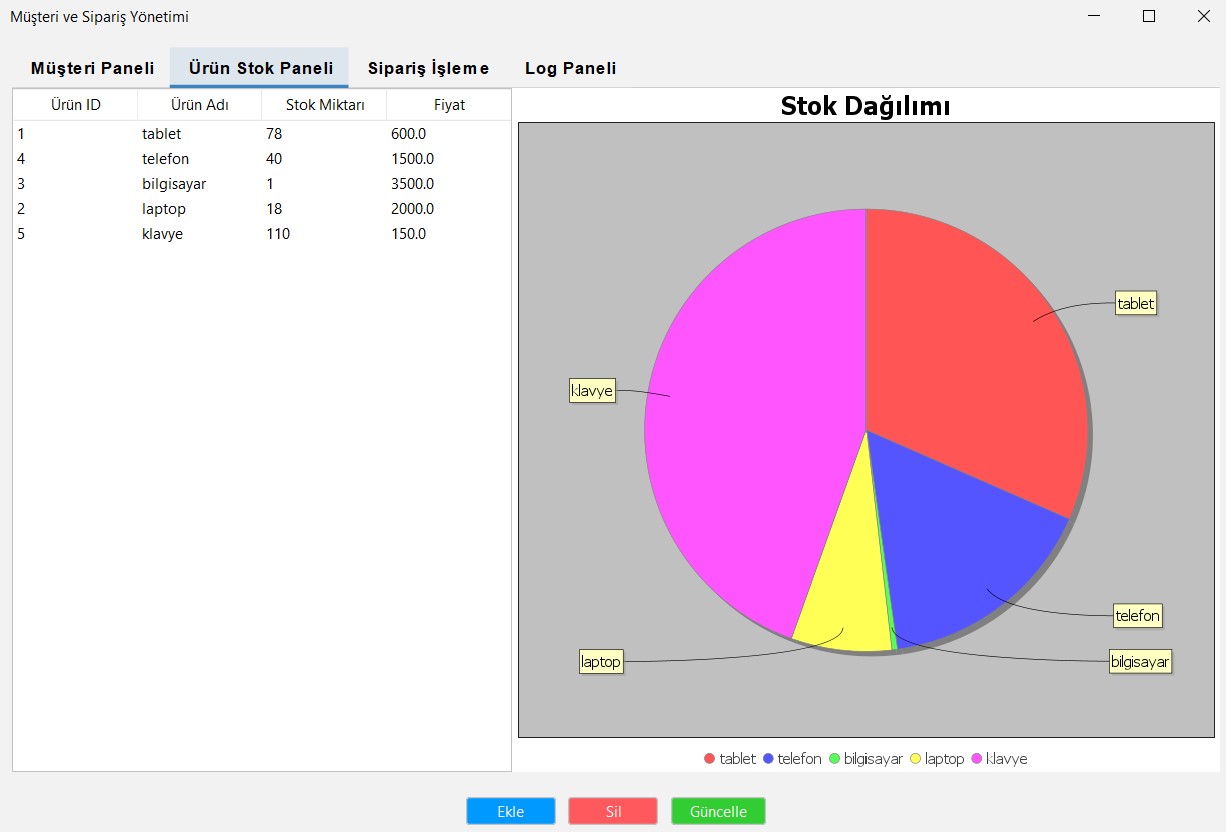 Müşteri ve Sipariş Yönetimi
Müşteri Paneli Ürün Stok Paneli Sipariş İşleme Log Paneli
Ürün ID Ürün Adı Stok Miktarı Fiyat
1 tablet 78 600.0
4 telefon 40 1500.0
3 bilgisayar 1 3500.0
2 laptop 18 2000.0
5 klavye 110 150.0
Stok Dağılımı
tablet
klavye
telefon
laptop
bilgisayar
tablet telefon bilgisayar laptop klavye
Ekle Sil Güncelle